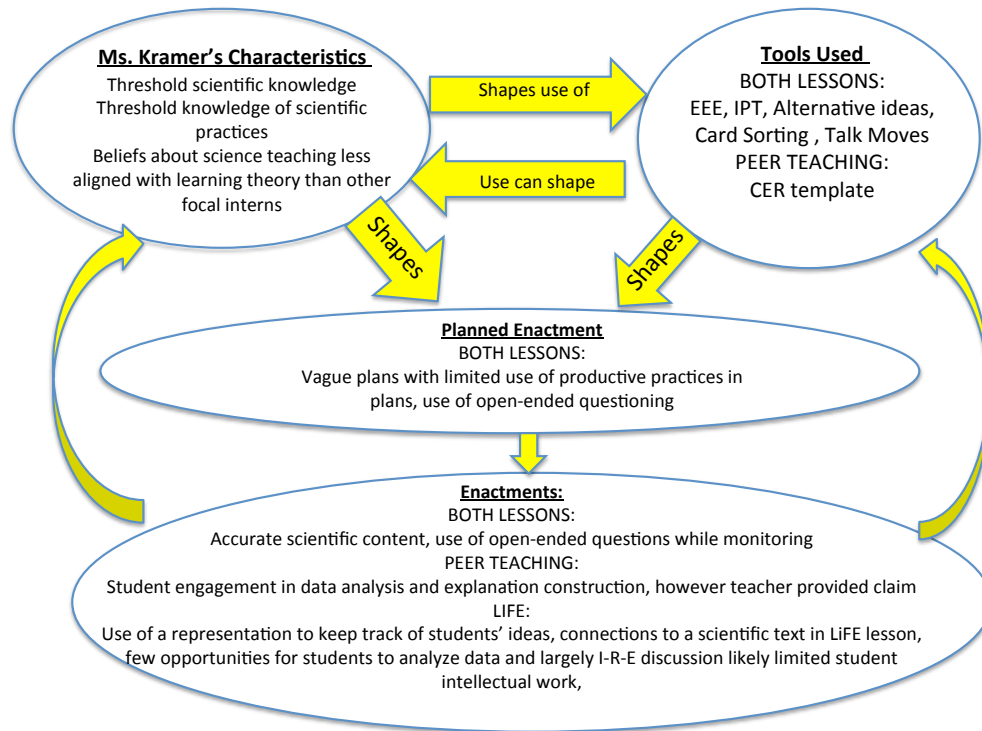 Ms. Kramer's Characteristics
Threshold scientific knowledge
Threshold knowledge of scientific
practices
Beliefs about science teaching less
aligned with learning theory than other
focal interns
Shapes use of
Use can shape
Tools Used
BOTH LESSONS:
EEE, IPT, Alternative ideas,
Card Sorting , Talk Moves
PEER TEACHING:
CER template
Shapes
Shapes
Planned Enactment
BOTH LESSONS:
Vague plans with limited use of productive practices in
plans, use of open-ended questioning
Enactments:
BOTH LESSONS:
Accurate scientific content, use of open-ended questions while monitoring
PEER TEACHING:
Student engagement in data analysis and explanation construction, however teacher provided claim
LIFE:
Use of a representation to keep track of students' ideas, connections to a scientific text in LiFE lesson,
few opportunities for students to analyze data and largely I-R-E discussion likely limited student
intellectual work,